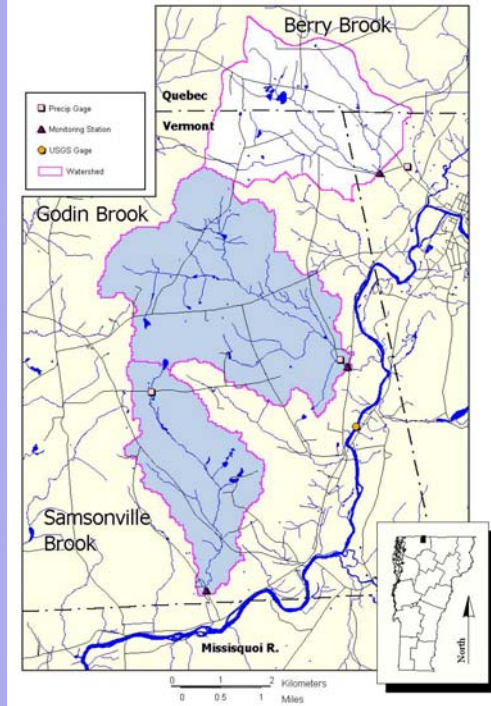 Berry Brook
Quebec
Vermont
Precip Gage
Monitoring Station
USGS Gage
Watershed
Godin Brook
Samsonville
Brook
Missisquoi R.
North
0 1 2 Kilometers
0 0.5 1 Miles